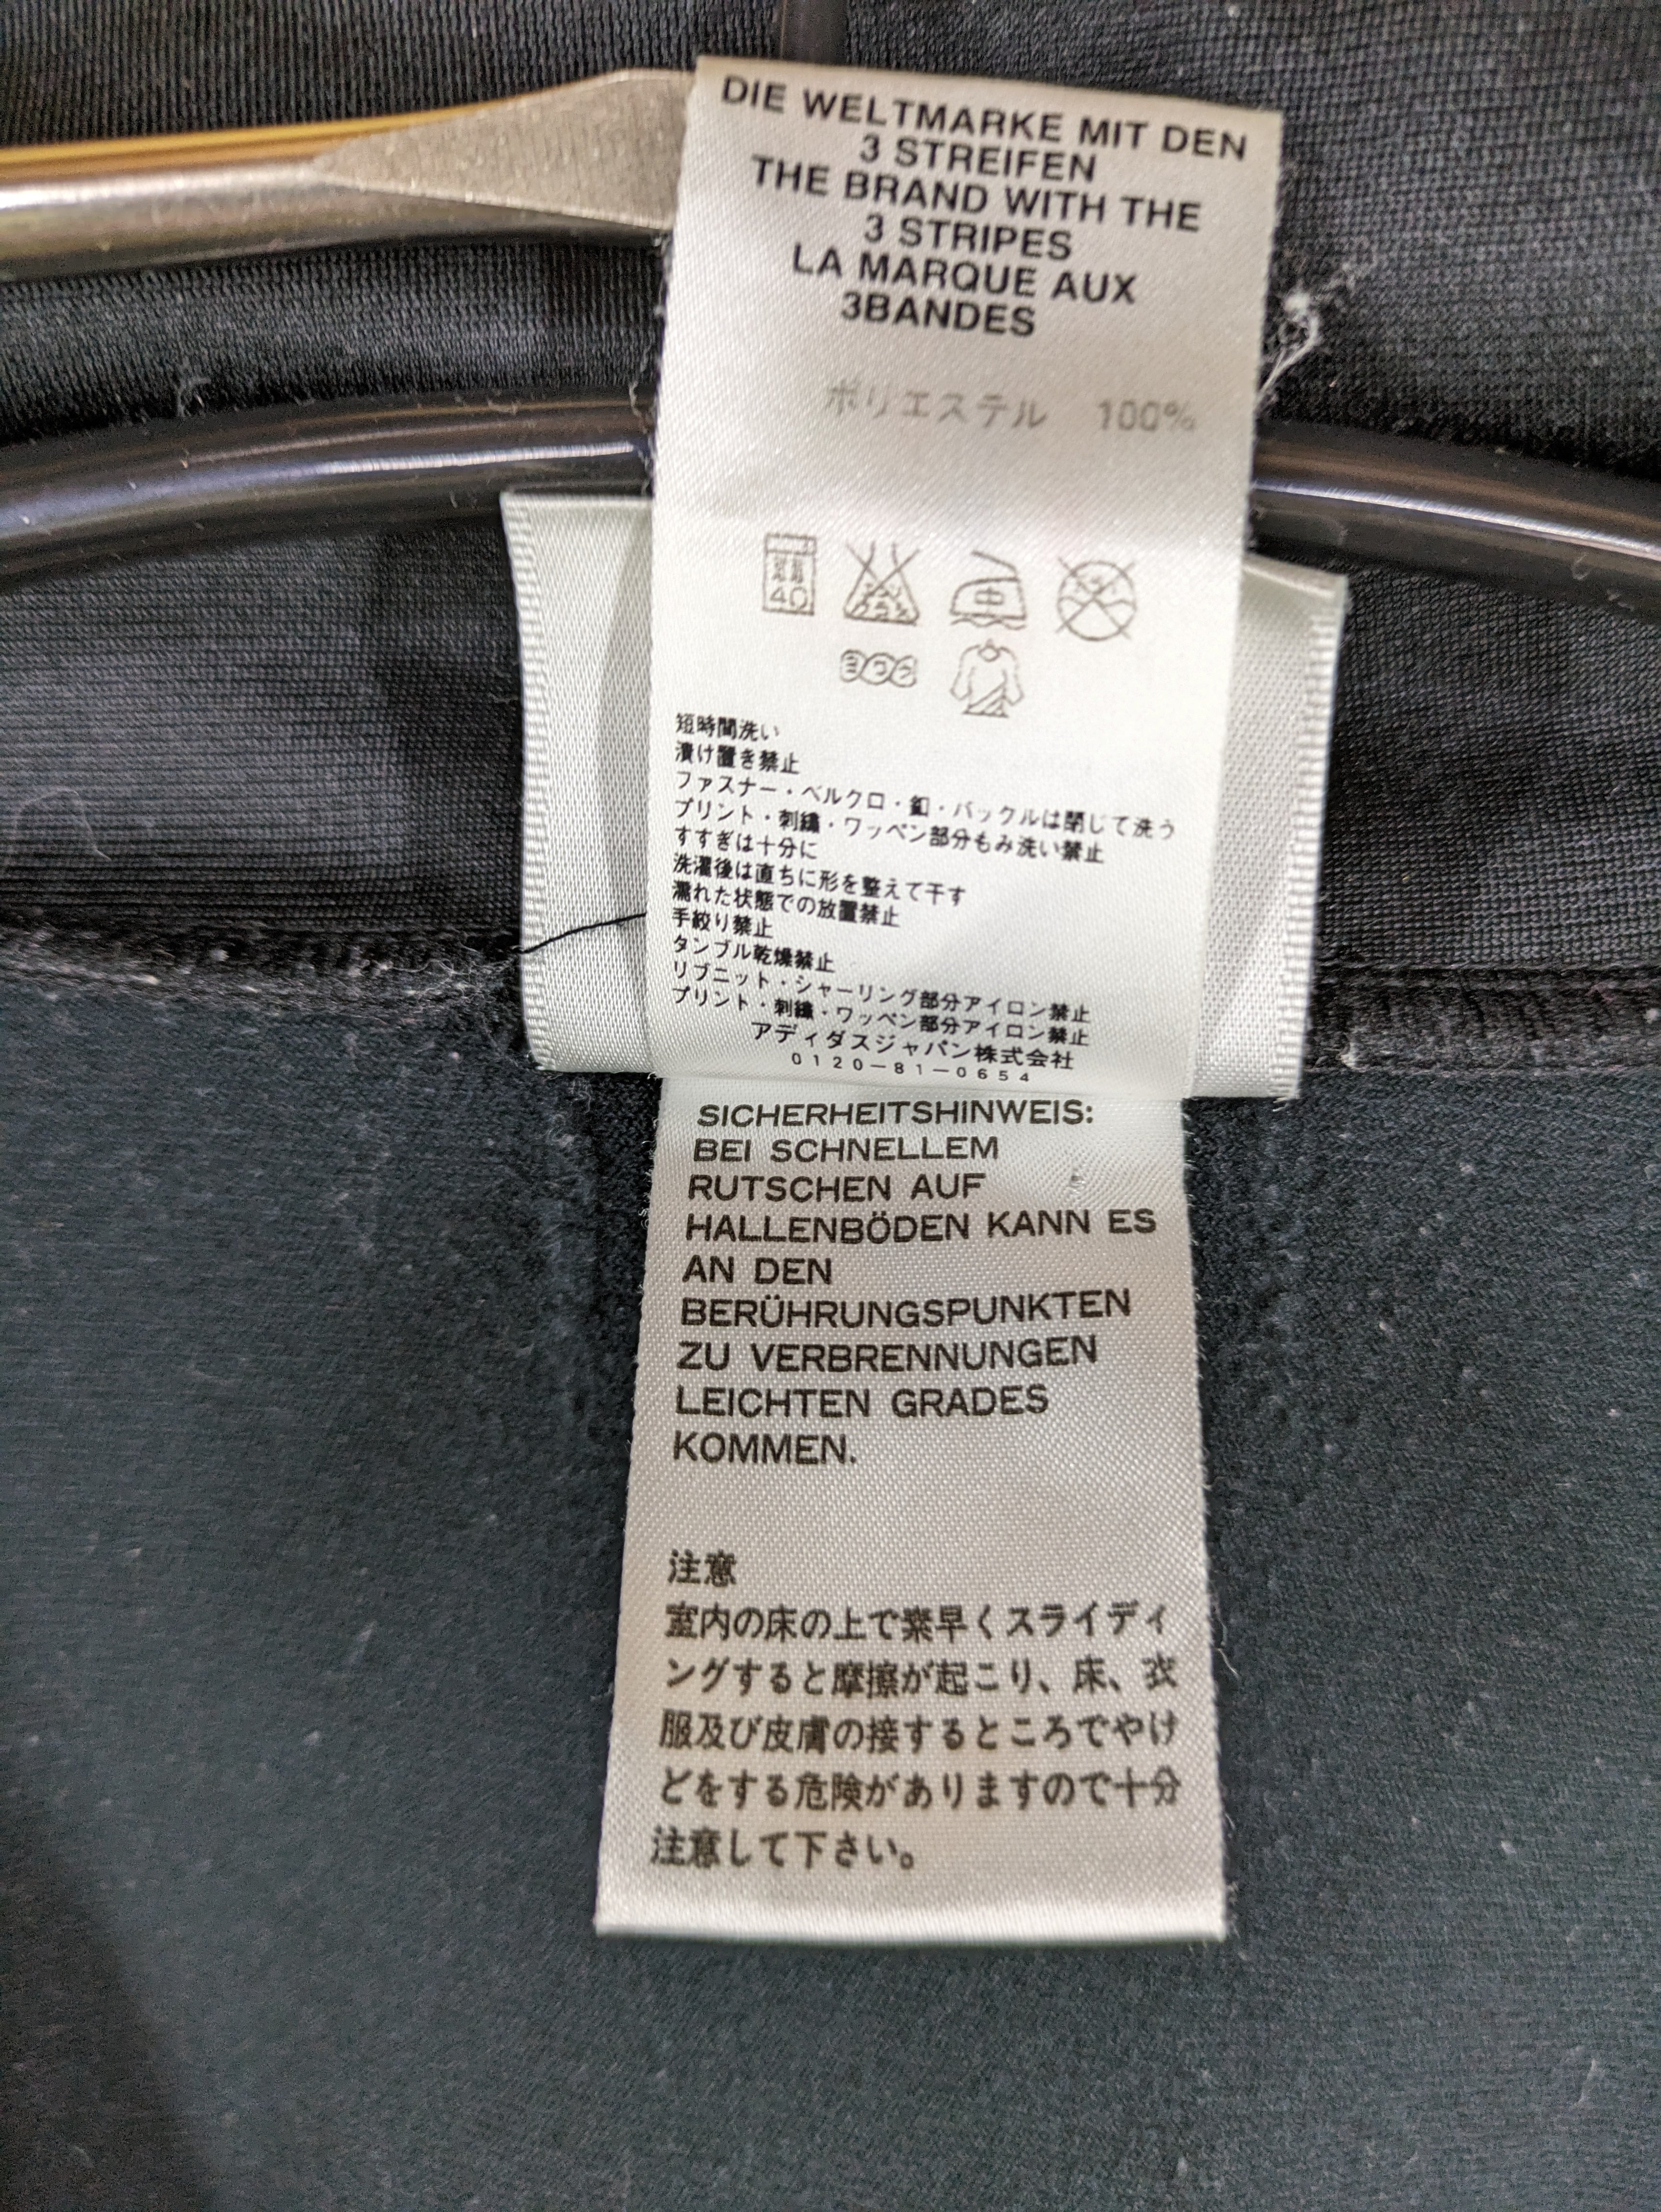 DIE WELTMARKE MIT DEN
3 STREIFEN
THE BRAND WITH THE
3 STRIPES
LA MARQUE AUX
3BANDES
ポリエステル 100%
40
短時間洗い
漬け置き禁止
ファスナー・ベルクロ・釦・バックルは閉じて洗う
プリント・刺繍・ワッペン部分もみ洗い禁止
すすぎは十分に
洗濯後は直ちに形を整えて干す
濡れた状態での放置禁止
手絞り禁止
タンブル乾燥禁止
リブニット・シャーリング部分アイロン禁止
プリント・刺繍・ワッペン部分アイロン禁止
アディダスジャパン株式会社
0120-81-0654
SICHERHEITSHINWEIS:
BEI SCHNELLEM
RUTSCHEN AUF
HALLENBÖDEN KANN ES
AN DEN
BERÜHRUNGSPUNKTEN
ZU VERBRENNUNGEN
LEICHTEN GRADES
KOMMEN.
注意
室内の床の上で素早くスライディ
ングすると摩擦が起こり、床、衣
服及び皮膚の接するところでやけ
どをする危険がありますので十分
注意して下さい。